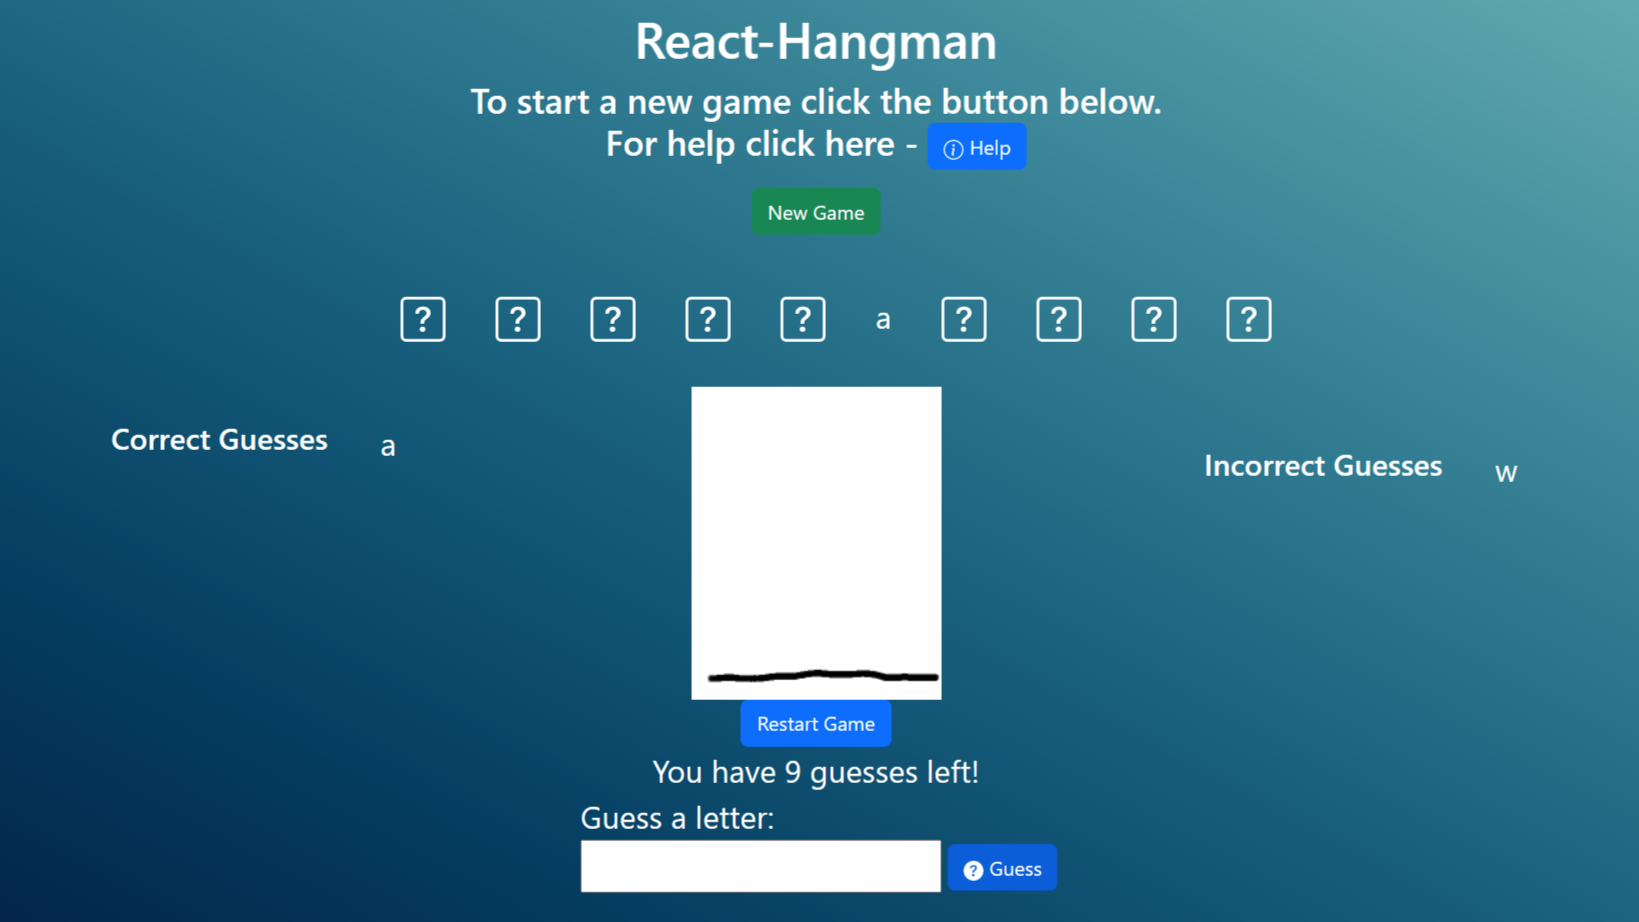 React-Hangman
To start a new game click the button below.
For help click here - Help
New Game
? ? ? ? ? a ? ? ? ?
Correct Guesses a
Incorrect Guesses w
Restart Game
You have 9 guesses left!
Guess a letter:
? Guess